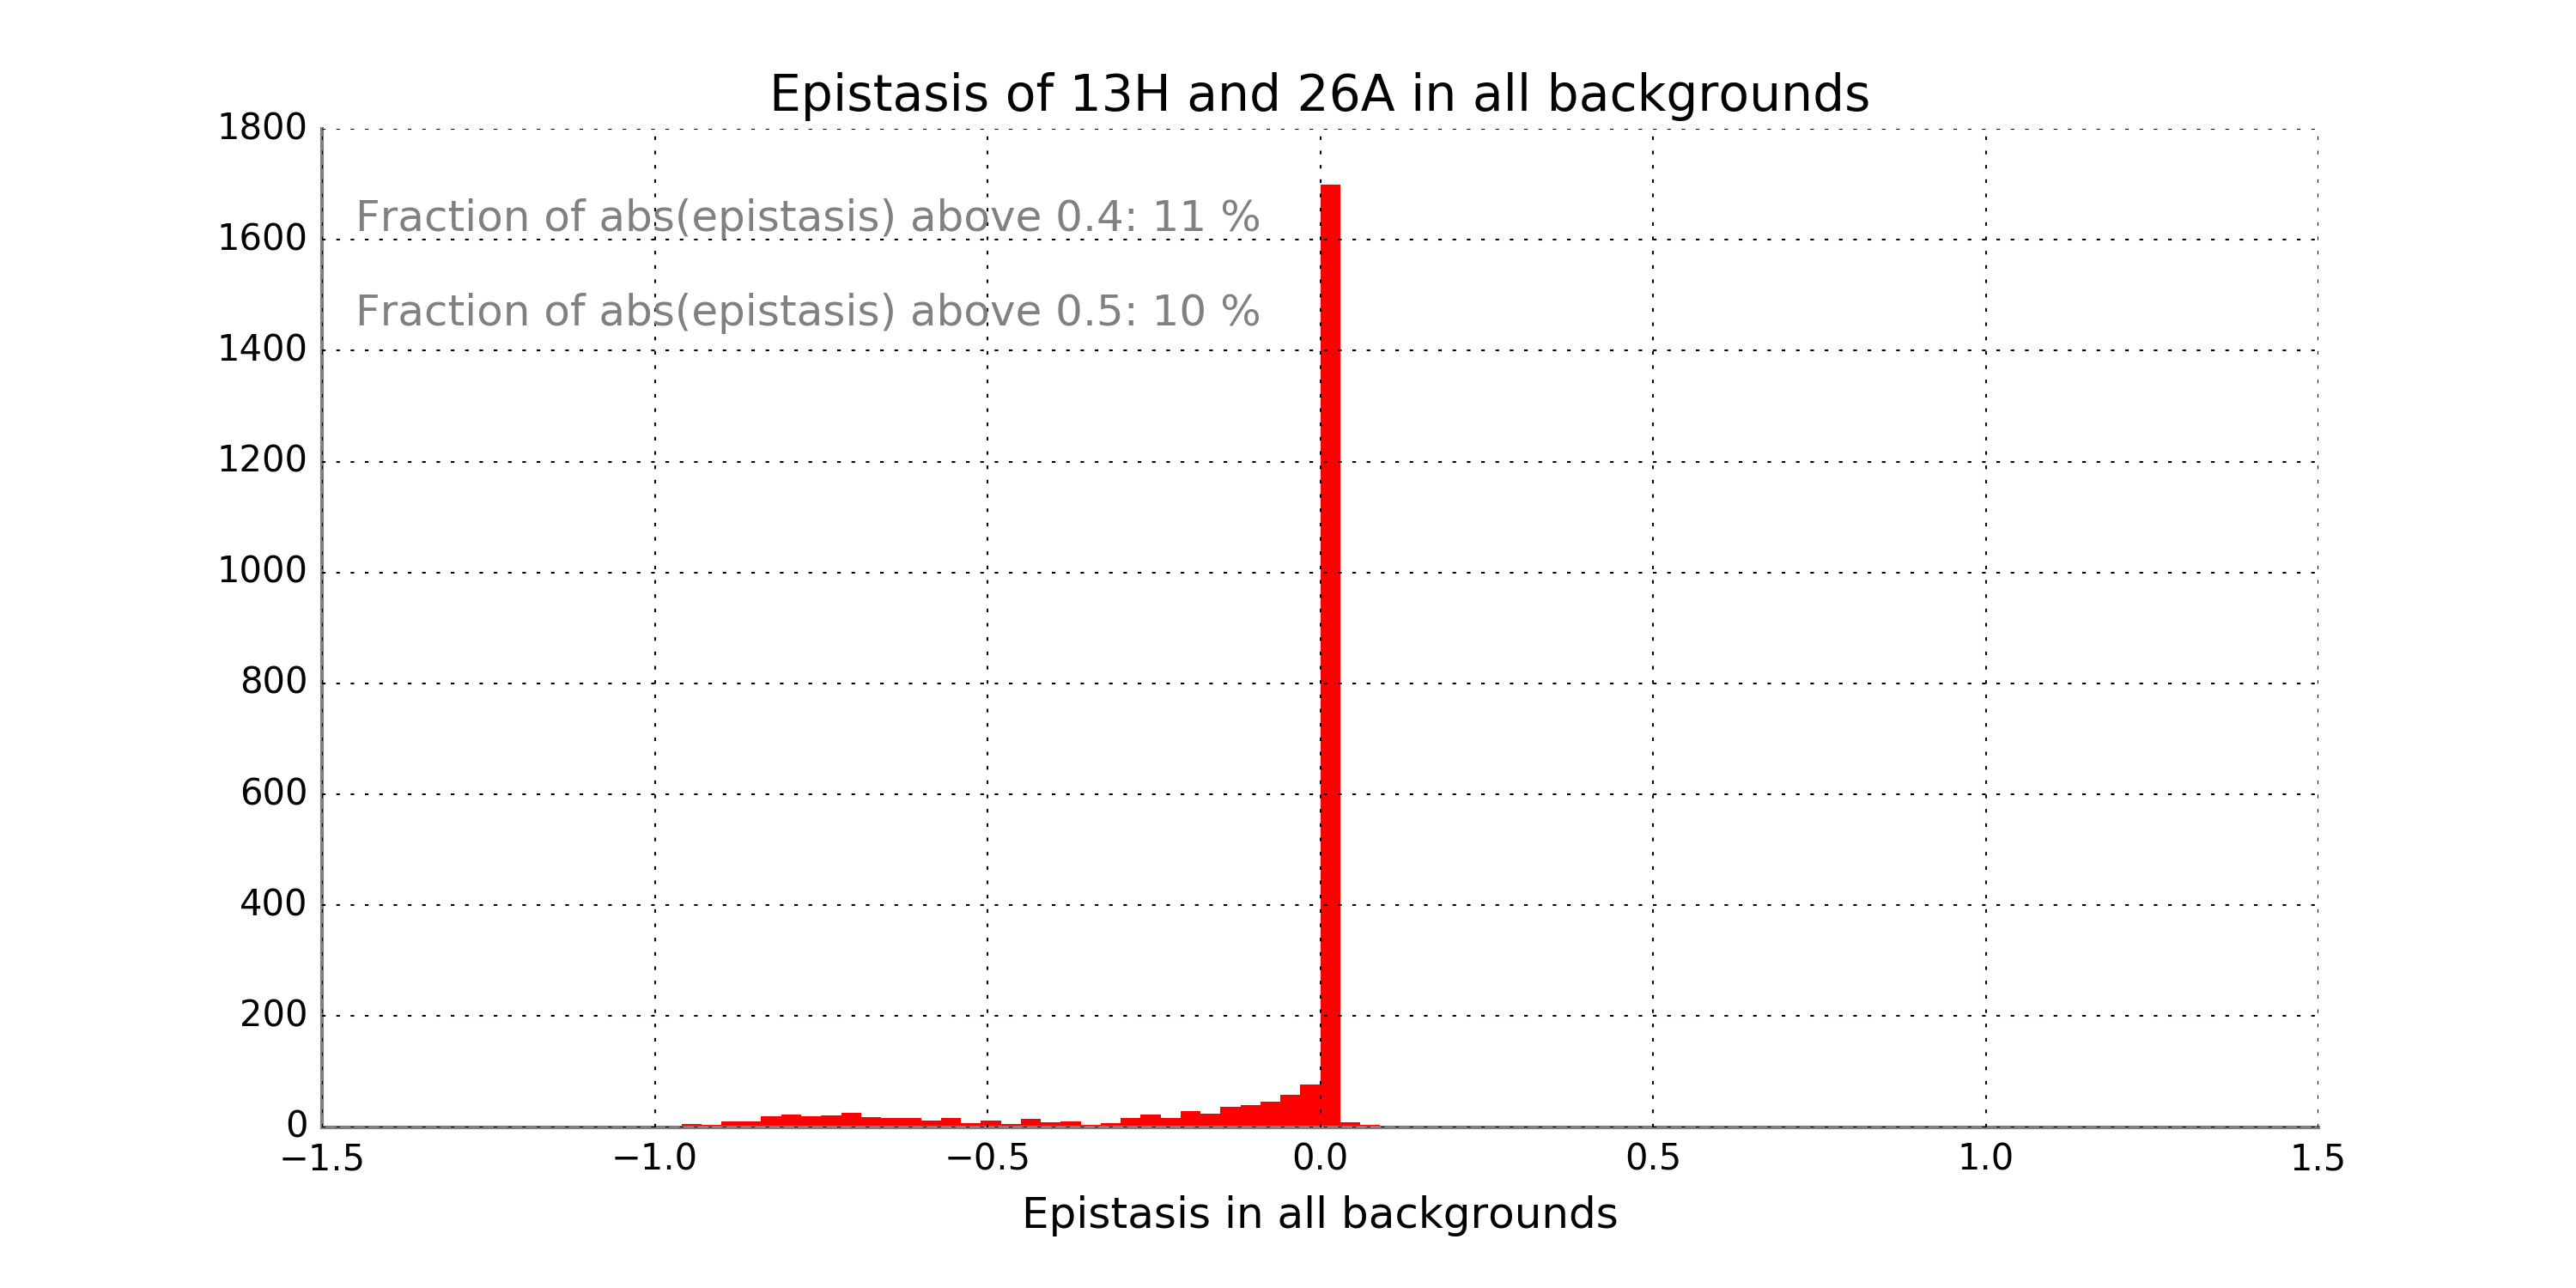 Epistasis of 13H and 26A in all backgrounds
1800
1600
1400
1200
1000
800
600
400
200
0
Fraction of abs(epistasis) above 0.4: 11 %
Fraction of abs(epistasis) above 0.5: 10 %
−1.5 −1.0 −0.5 0.0 0.5 1.0 1.5
Epistasis in all backgrounds